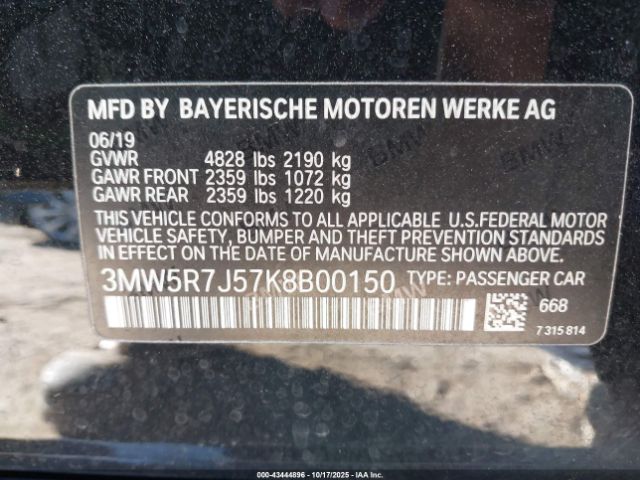 MFD BY BAYERISCHE MOTOREN WERKE AG
06/19
GVWR 4828 lbs 2190 kg
GAWR FRONT 2359 lbs 1072 kg
GAWR REAR 2359 lbs 1220 kg
THIS VEHICLE CONFORMS TO ALL APPLICABLE U.S.FEDERAL MOTOR
VEHICLE SAFETY, BUMPER AND THEFT PREVENTION STANDARDS
IN EFFECT ON THE DATE OF MANUFACTURE SHOWN ABOVE.
3MW5R7J57K8B00150 TYPE: PASSENGER CAR
668
7 315 814
000-43444896 - 10/17/2025 - IAAI.COM